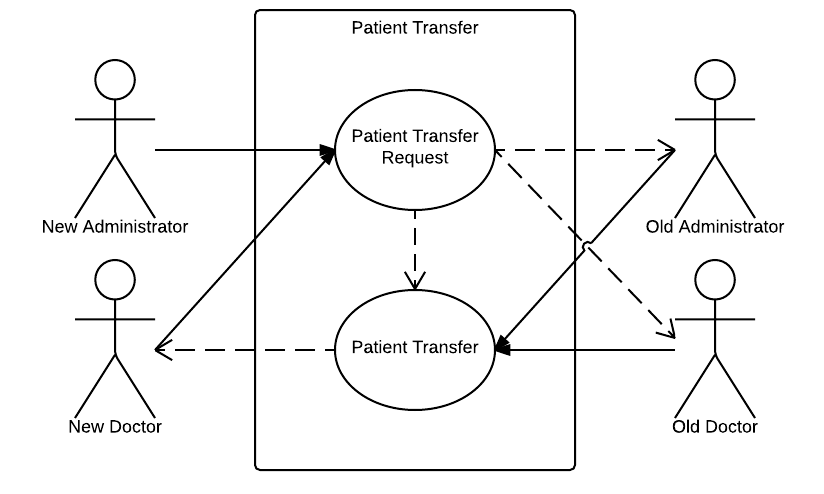 Patient Transfer
Patient Transfer
Request
New Administrator
Old Administrator
Patient Transfer
New Doctor
Old Doctor